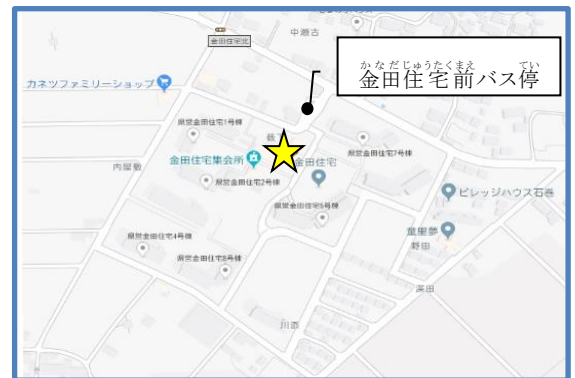 中瀬古
金田住宅北
かなだじゅうたくまえ てい
金田住宅前バス停
カネツファミリーショップ
県営金田住宅1号棟
県営金田住宅7号棟
金田住宅集会所
金田住宅
内屋敷
県営金田住宅2号棟
ビレッジハウス石巻
県営金田住宅5号棟
童里夢
県営金田住宅4号棟
野田
県営金田住宅8号棟
深田
川添